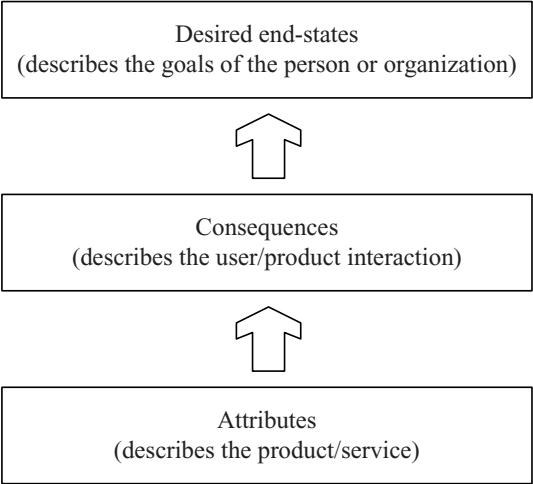 Desired end-states
(describes the goals of the person or organization)
Consequences
(describes the user/product interaction)
Attributes
(describes the product/service)